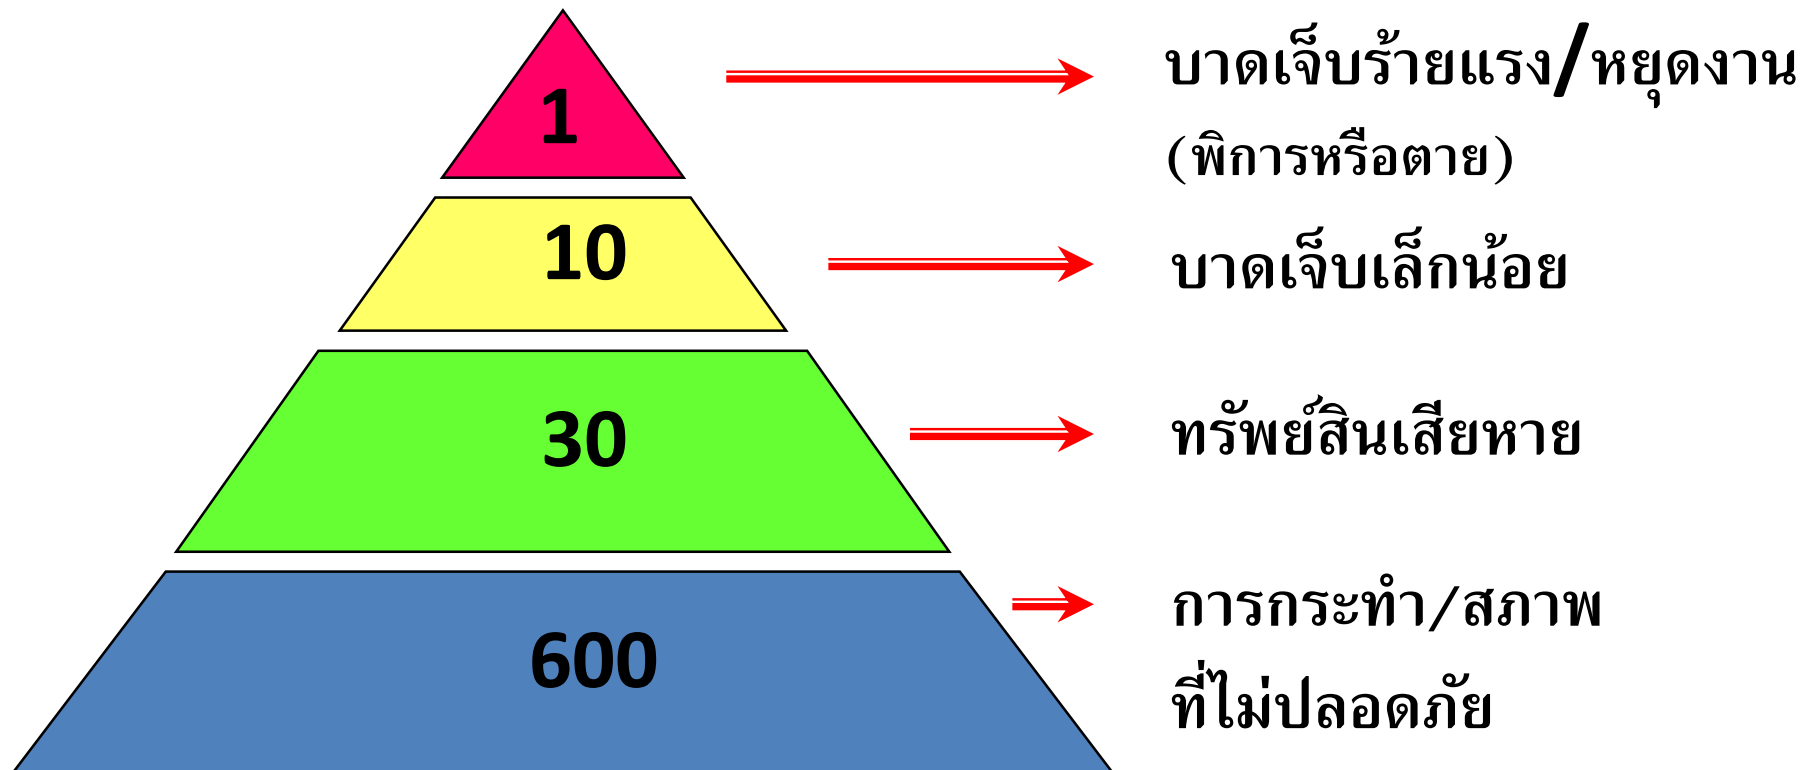 1
บาดเจ็บร้ายแรง/หยุดงาน
(พิการหรือตาย)
10
บาดเจ็บเล็กน้อย
30
ทรัพย์สินเสียหาย
600
การกระทำ/สภาพ
ที่ไม่ปลอดภัย